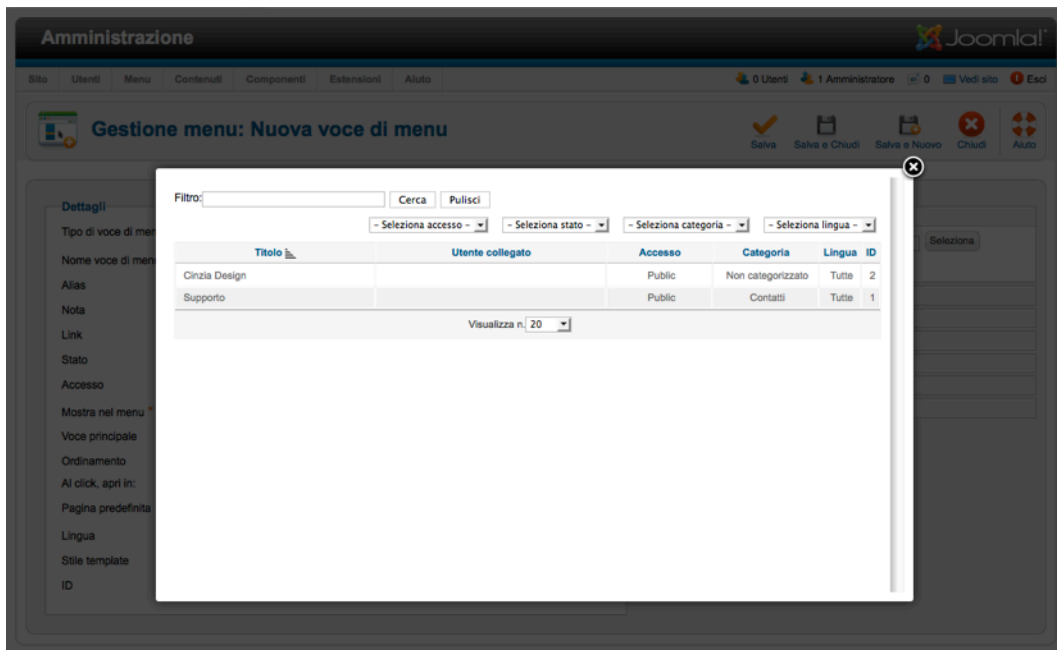 Amministrazione
Joomla!
Sito Utenti Menu Contenuti Componenti Estensioni Aiuto 0 Utenti 1 Amministratore 0 Vedi sito Esci
Gestione menu: Nuova voce di menu
Salva Salva e Chiudi Salva e Nuovo Chiudi Aiuto
Filtro: Cerca Pulisci
- Seleziona accesso - - Seleziona stato - - Seleziona categoria - - Seleziona lingua -
Titolo Utente collegato Accesso Categoria Lingua ID
Cinzia Design Public Non categorizzato Tutte 2
Supporto Public Contatti Tutte 1
Visualizza n. 20
Dettagli
Tipo di voce di men
Seleziona
Nome voce di men
Alias
Nota
Link
Stato
Accesso
Mostra nel menu *
Voce principale
Ordinamento
Al click, apri in:
Pagina predefinita
Lingua
Stile template
ID